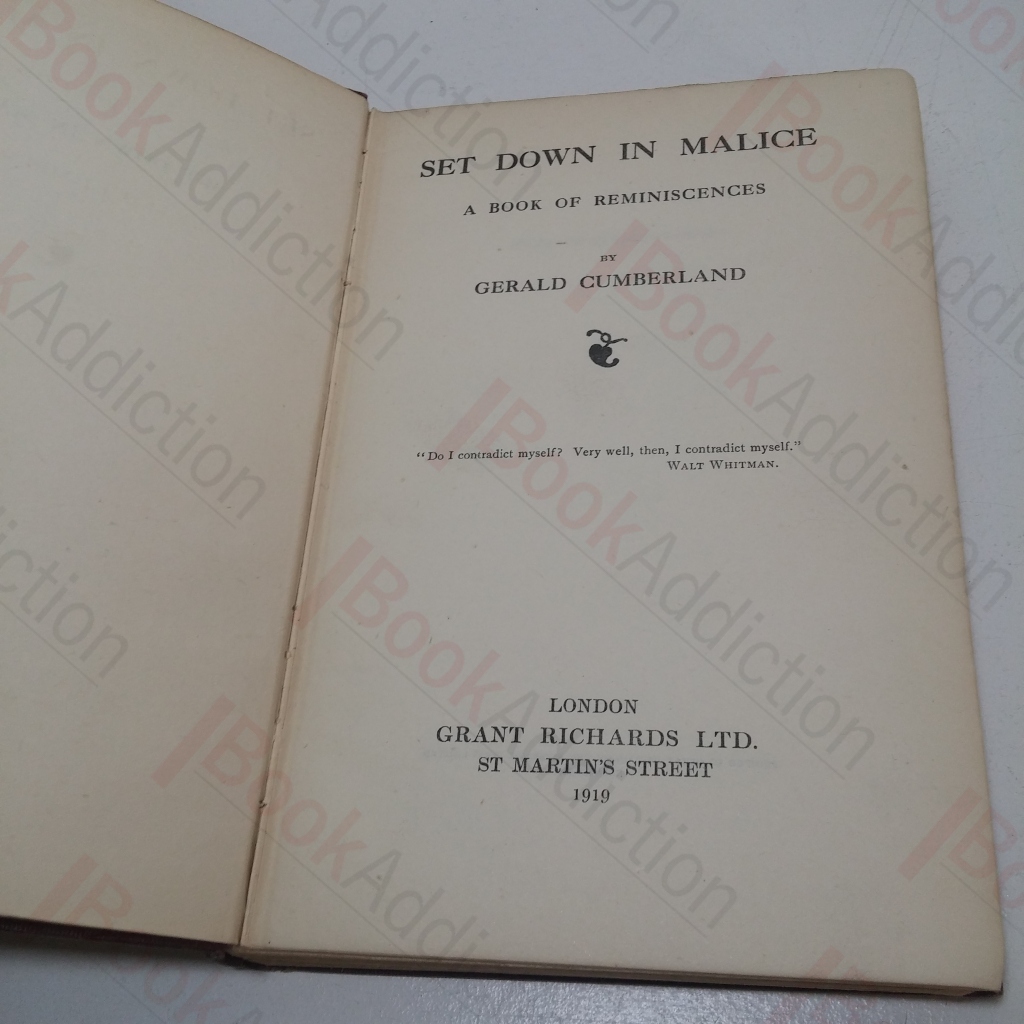 SET DOWN IN MALICE
A BOOK OF REMINISCENCES
BY
GERALD CUMBERLAND
"Do I contradict myself? Very well, then, I contradict myself."
WALT WHITMAN.
LONDON
GRANT RICHARDS LTD.
ST MARTIN'S STREET
1919
BookAddiction